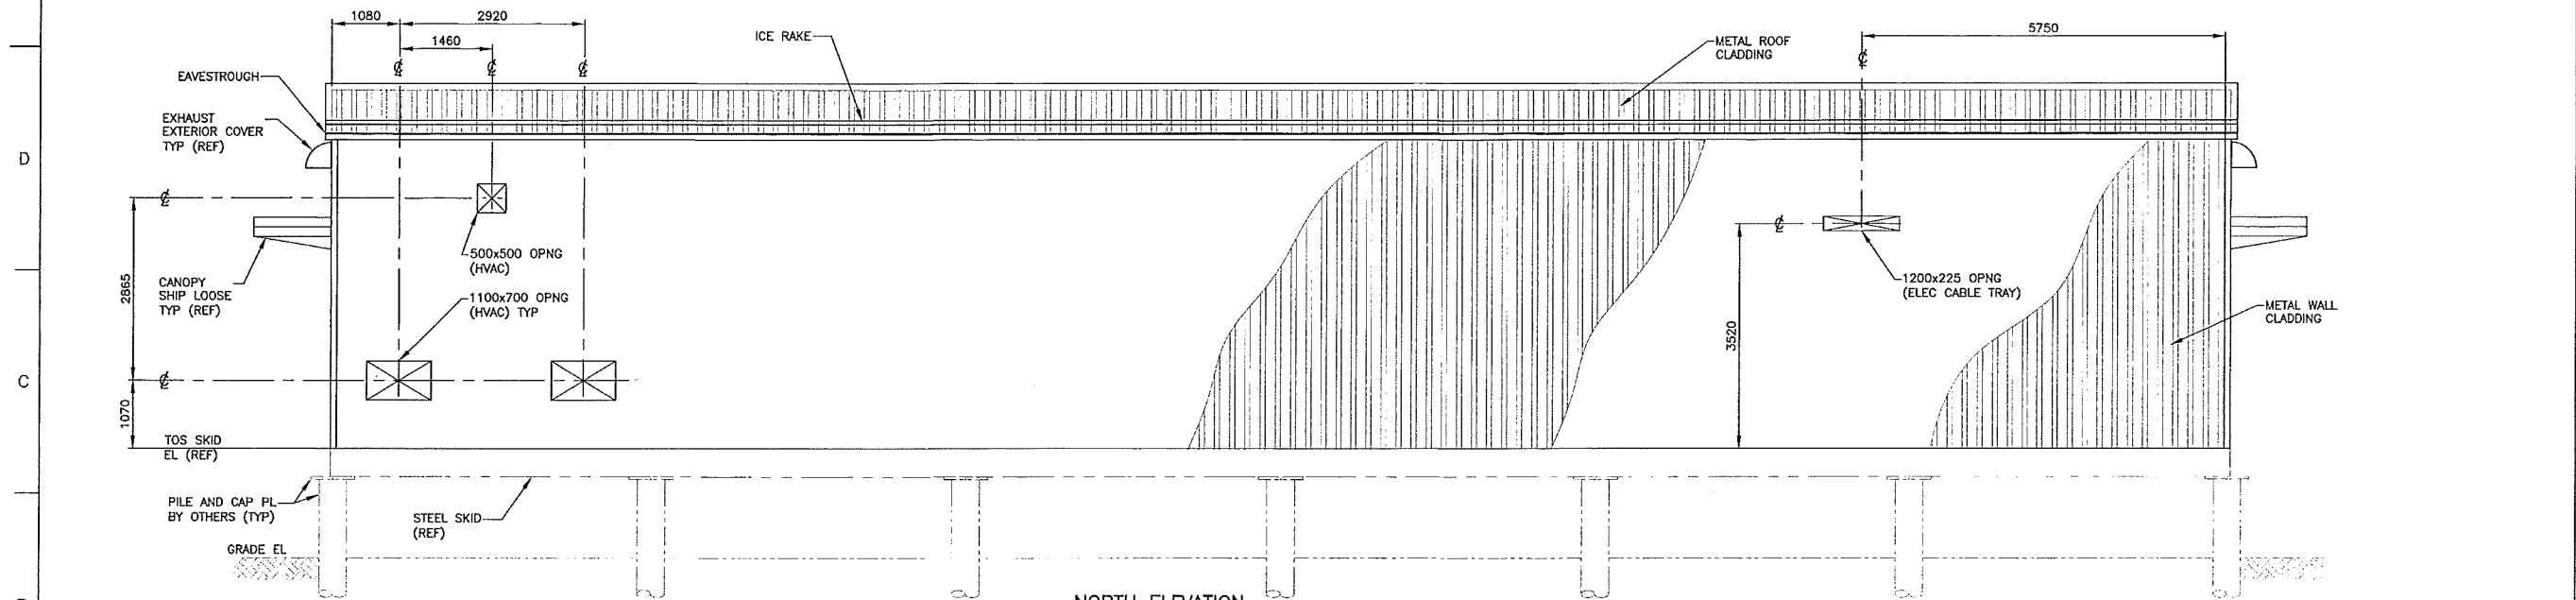 1080
2920
1460
5750
ICE RAKE
METAL ROOF
CLADDING
EAVESTROUGH
EXHAUST
EXTERIOR COVER
TYP (REF)
D
500x500 OPNG
(HVAC)
CANOPY
SHIP LOOSE
TYP (REF)
2865
1100x700 OPNG
(HVAC) TYP
1200x225 OPNG
(ELEC CABLE TRAY)
METAL WALL
CLADDING
3520
C
1070
TOS SKID
EL (REF)
PILE AND CAP PL
BY OTHERS (TYP)
STEEL SKID
(REF)
GRADE EL
NORTH ELEVATION